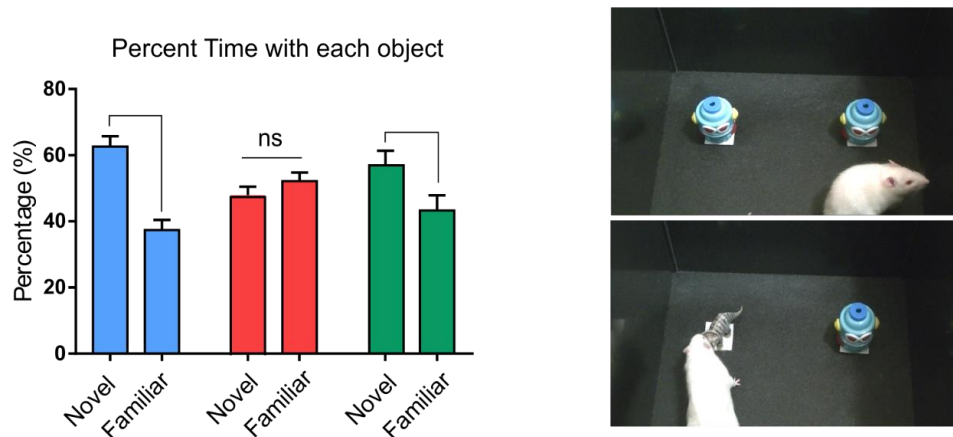 Percent Time with each object
Percentage (%)
80
60
40
20
0
ns
Novel
Familiar
Novel
Familiar
Novel
Familiar